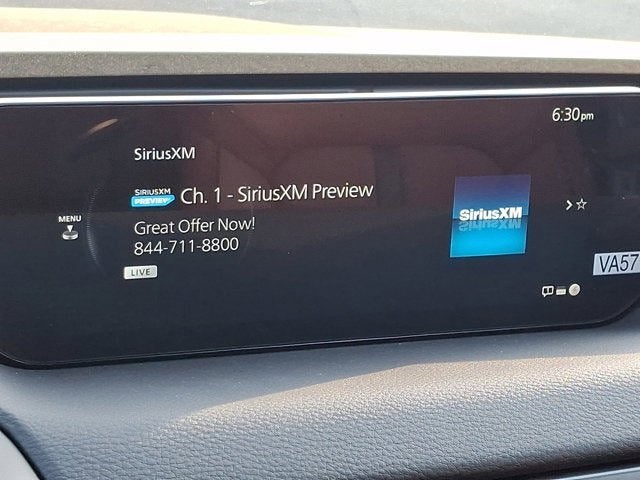 6:30pm
SiriusXM
SIRIUSXM
PREVIEW
Ch. 1 - SiriusXM Preview
SiriusXM
MENU
Great Offer Now!
844-711-8800
LIVE
VA57